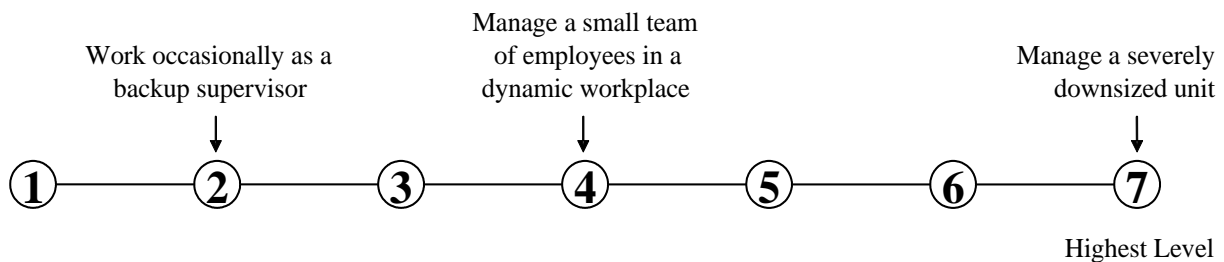 Work occasionally as a
backup supervisor
Manage a small team
of employees in a
dynamic workplace
Manage a severely
downsized unit
1 2 3 4 5 6 7
Highest Level